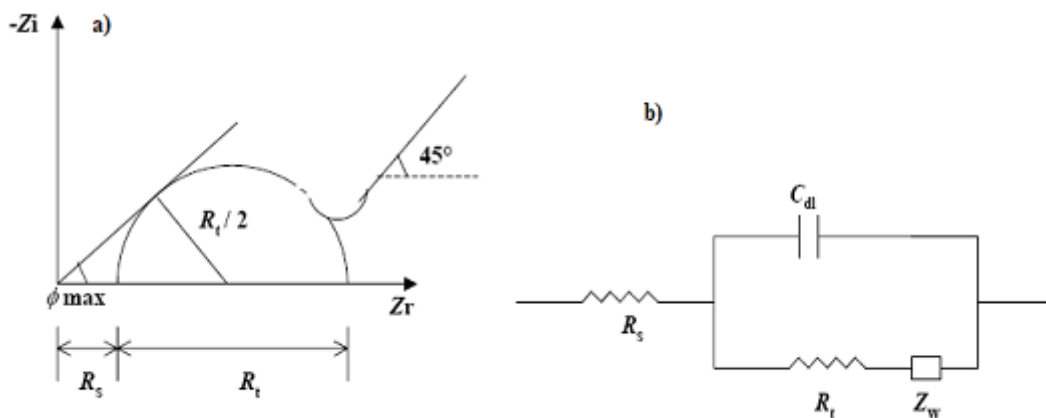 -Zi
a)
45°
Rt / 2
ϕ max
Zr
Rs
Rt
b)
Cdl
Rs
Rt
Zw